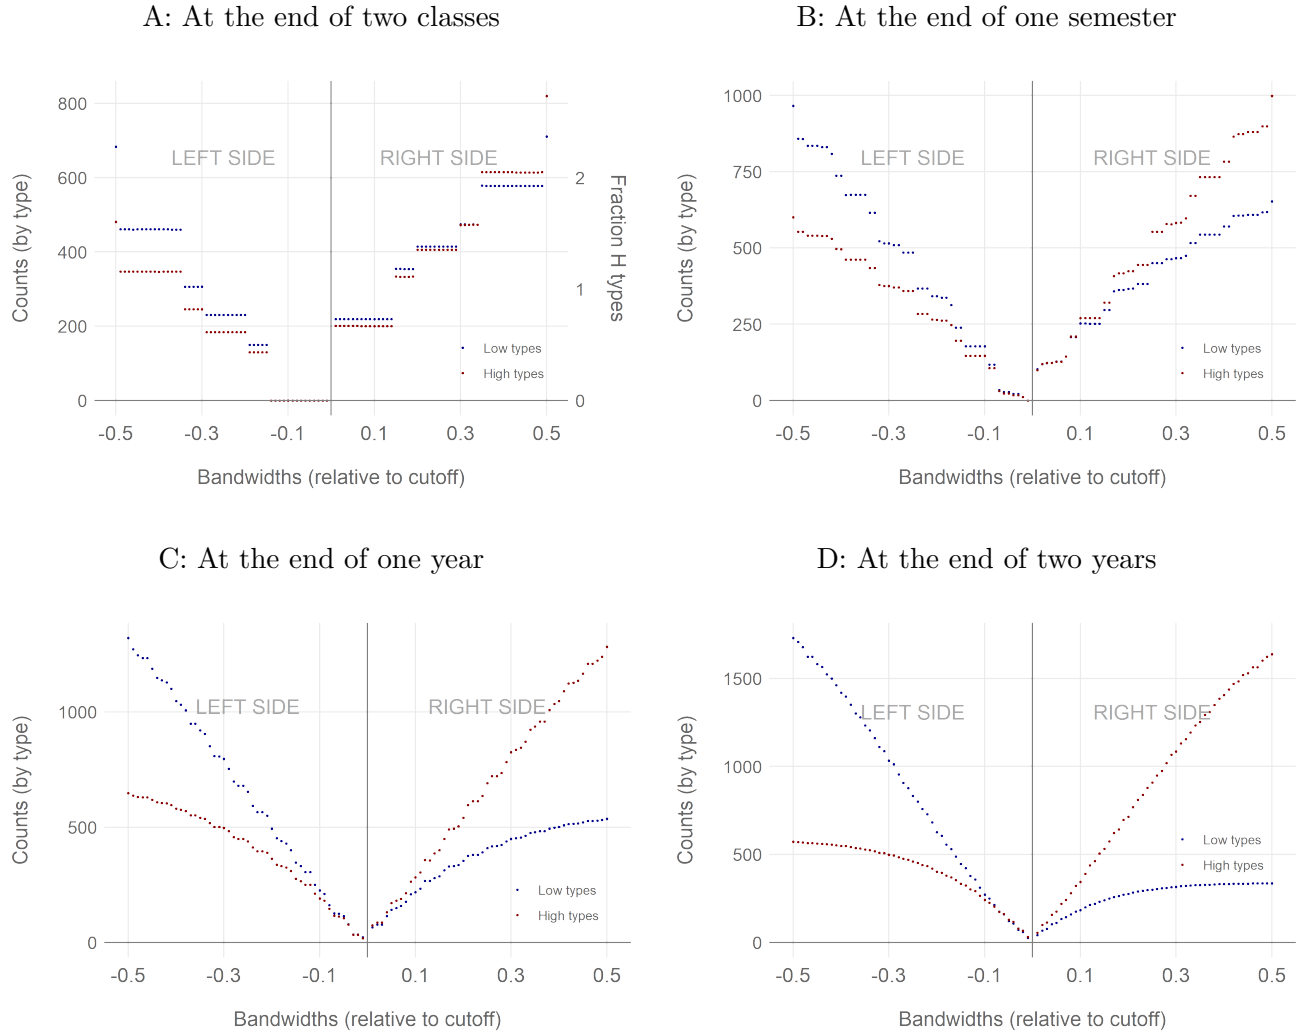 A: At the end of two classes
Counts (by type)
800
600
400
200
0
LEFT SIDE
RIGHT SIDE
2
1
0
Fraction H types
Low types
High types
-0.5
-0.3
-0.1
0.1
0.3
0.5
Bandwidths (relative to cutoff)
B: At the end of one semester
Counts (by type)
1000
750
500
250
0
LEFT SIDE
RIGHT SIDE
Low types
High types
-0.5
-0.3
-0.1
0.1
0.3
0.5
Bandwidths (relative to cutoff)
C: At the end of one year
Counts (by type)
1000
500
0
LEFT SIDE
RIGHT SIDE
Low types
High types
-0.5
-0.3
-0.1
0.1
0.3
0.5
Bandwidths (relative to cutoff)
D: At the end of two years
Counts (by type)
1500
1000
500
0
LEFT SIDE
RIGHT SIDE
Low types
High types
-0.5
-0.3
-0.1
0.1
0.3
0.5
Bandwidths (relative to cutoff)